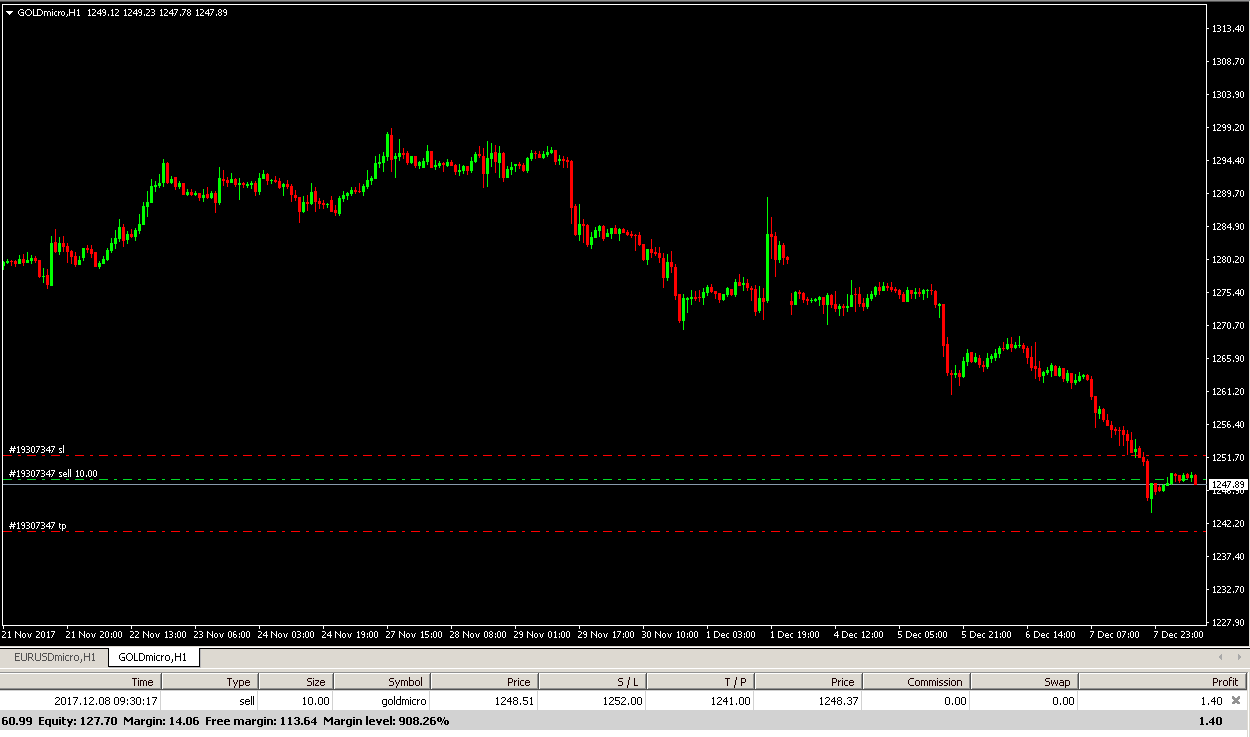 GOLDmicro,H1 1249.12 1249.23 1247.78 1247.89
1313.40
1308.70
1303.90
1299.20
1294.40
1289.70
1284.90
1280.20
1275.40
1270.70
1265.90
1261.20
1256.40
#19307347 sl
1251.70
#19307347 sell 10.00
1247.89
1246.90
#19307347 tp
1242.20
1237.40
1232.70
1227.90
21 Nov 2017 21 Nov 20:00 22 Nov 13:00 23 Nov 06:00 24 Nov 03:00 24 Nov 19:00 27 Nov 15:00 28 Nov 08:00 29 Nov 01:00 29 Nov 17:00 30 Nov 10:00 1 Dec 03:00 1 Dec 19:00 4 Dec 12:00 5 Dec 05:00 5 Dec 21:00 6 Dec 14:00 7 Dec 07:00 7 Dec 23:00
EURUSDmicro,H1 GOLDmicro,H1
Time Type Size Symbol Price S / L T / P Price Commission Swap Profit
2017.12.08 09:30:17 sell 10.00 goldmicro 1248.51 1252.00 1241.00 1248.37 0.00 0.00 1.40
60.99 Equity: 127.70 Margin: 14.06 Free margin: 113.64 Margin level: 908.26% 1.40